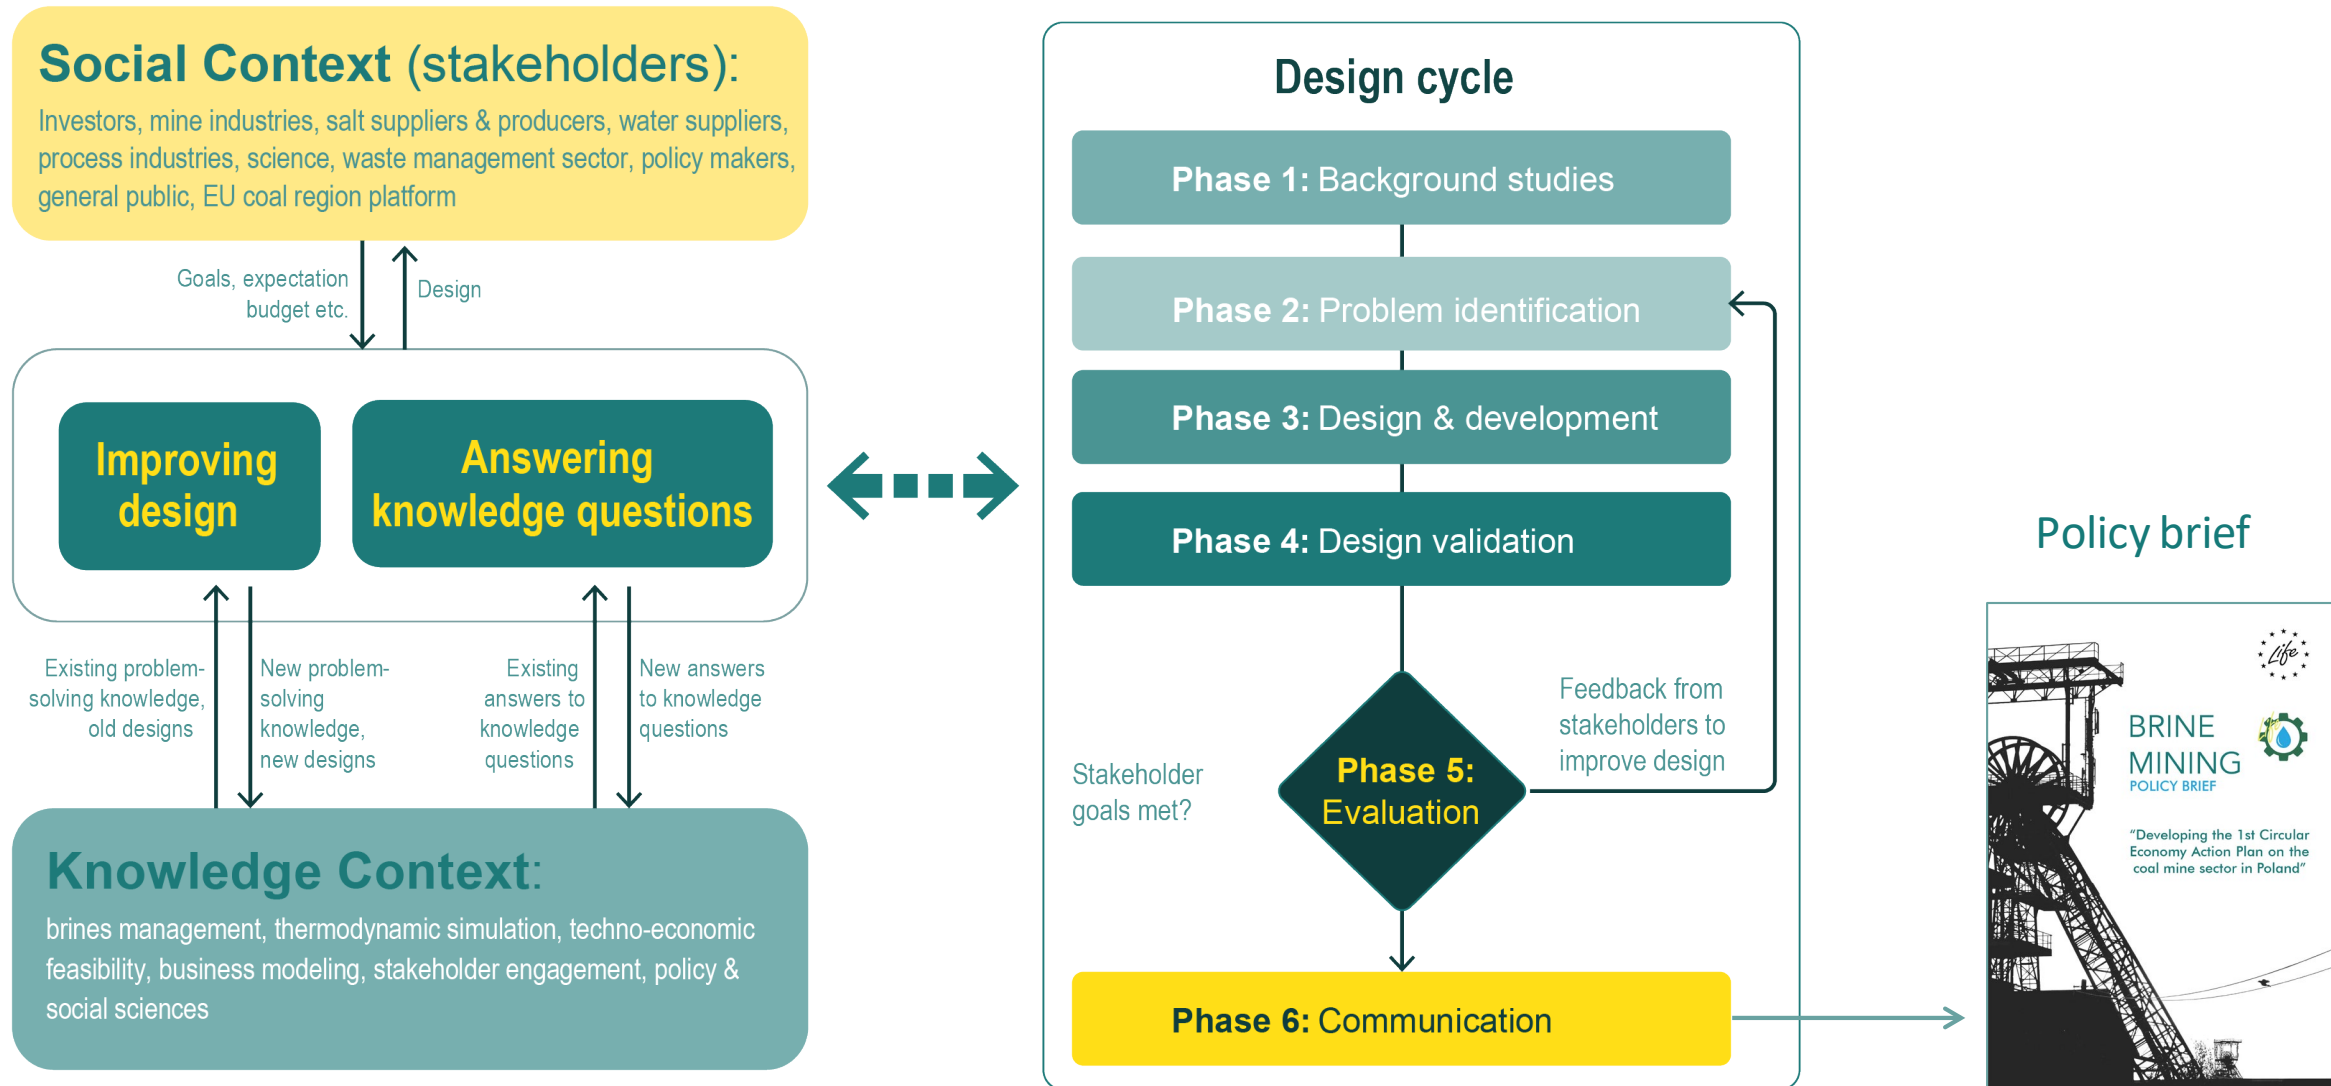 Social Context (stakeholders):
Investors, mine industries, salt suppliers & producers, water suppliers,
process industries, science, waste management sector, policy makers,
general public, EU coal region platform
Goals, expectation
budget etc.
Design
Improving
design
Answering
knowledge questions
Existing problem-
solving knowledge,
old designs
New problem-
solving
knowledge,
new designs
Existing
answers to
knowledge
questions
New answers
to knowledge
questions
Knowledge Context:
brines management, thermodynamic simulation, techno-economic
feasibility, business modeling, stakeholder engagement, policy &
social sciences
Design cycle
Phase 1: Background studies
Phase 2: Problem identification
Phase 3: Design & development
Phase 4: Design validation
Stakeholder
goals met?
Phase 5:
Evaluation
Feedback from
stakeholders to
improve design
Phase 6: Communication
Policy brief
Life
BRINE
MINING
POLICY BRIEF
“Developing the 1st Circular
Economy Action Plan on the
coal mine sector in Poland”